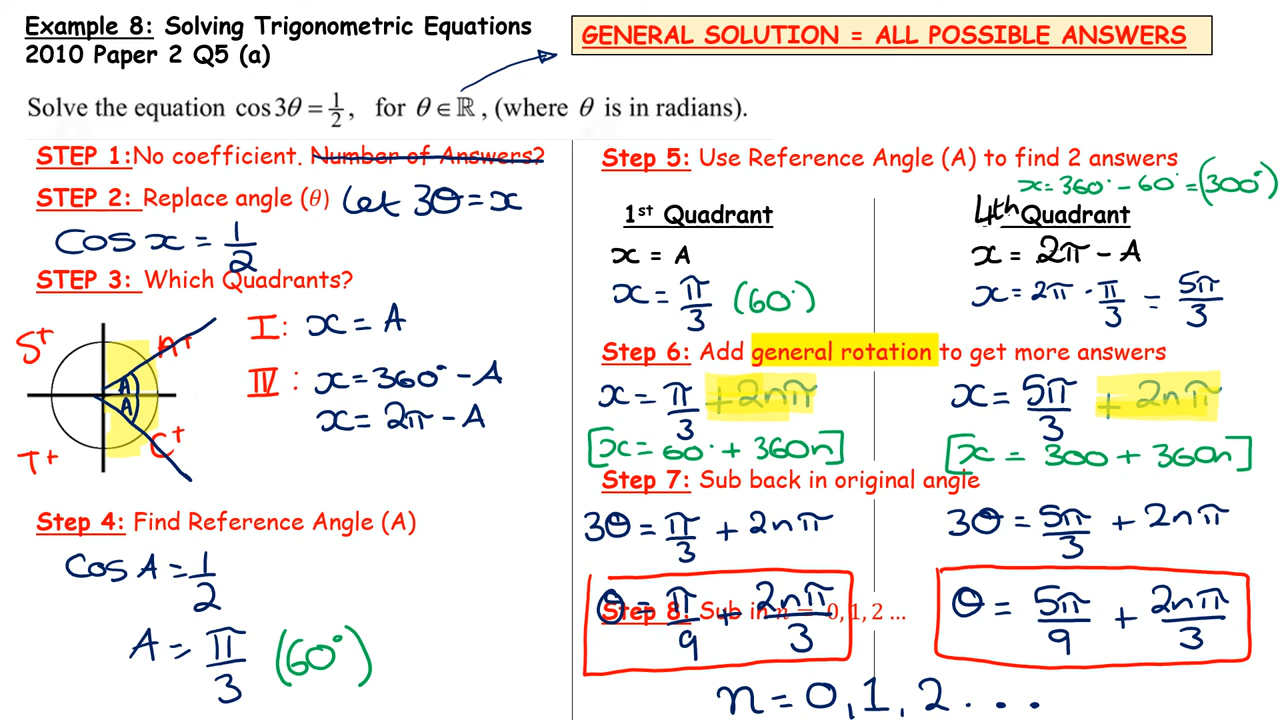 Example 8: Solving Trigonometric Equations
2010 Paper 2 Q5 (a)
GENERAL SOLUTION = ALL POSSIBLE ANSWERS
Solve the equation cos 3θ = 1/2, for θ ∈ ℝ, (where θ is in radians).
STEP 1: No coefficient. Number of Answers?
STEP 2: Replace angle (θ) let 3θ = x
cos x = 1/2
STEP 3: Which Quadrants?
S+ A+
T+ C+
A
A
I: x = A
IV: x = 360° - A
x = 2π - A
Step 4: Find Reference Angle (A)
cos A = 1/2
A = π/3 (60°)
Step 5: Use Reference Angle (A) to find 2 answers
x = 360° - 60° = (300°)
1st Quadrant
x = A
x = π/3 (60°)
4th Quadrant
x = 2π - A
x = 2π - π/3 = 5π/3
Step 6: Add general rotation to get more answers
x = π/3 + 2nπ
[x = 60° + 360n]
x = 5π/3 + 2nπ
[x = 300 + 360n]
Step 7: Sub back in original angle
3θ = π/3 + 2nπ
3θ = 5π/3 + 2nπ
Step 8: Sub in n = 0, 1, 2 ...
θ = π/9 + 2nπ/3
θ = 5π/9 + 2nπ/3
n = 0, 1, 2 ....